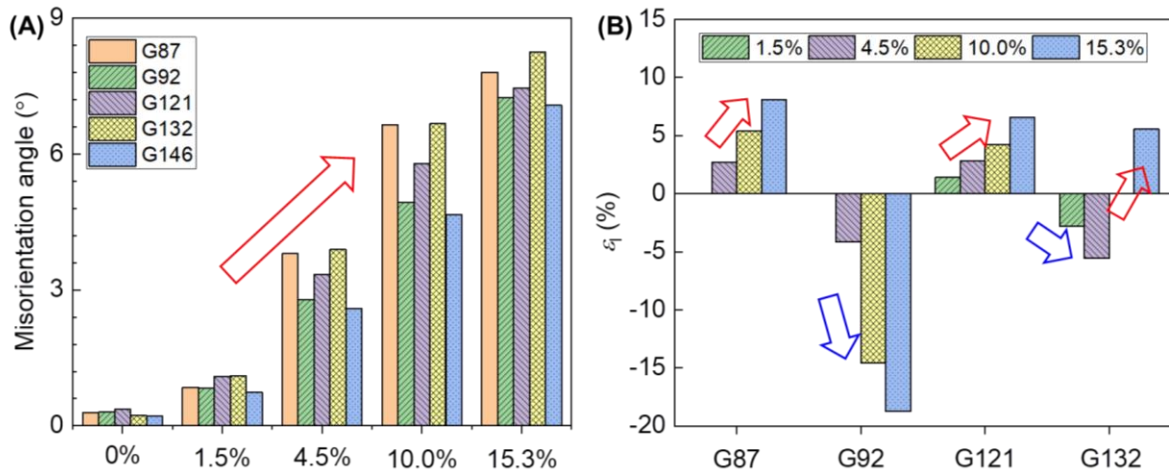 (A)
9
6
3
0
Misorientation angle (°)
G87
G92
G121
G132
G146
0% 1.5% 4.5% 10.0% 15.3%
(B)
15
10
5
0
-5
-10
-15
-20
εᵢ (%)
1.5% 4.5% 10.0% 15.3%
G87 G92 G121 G132